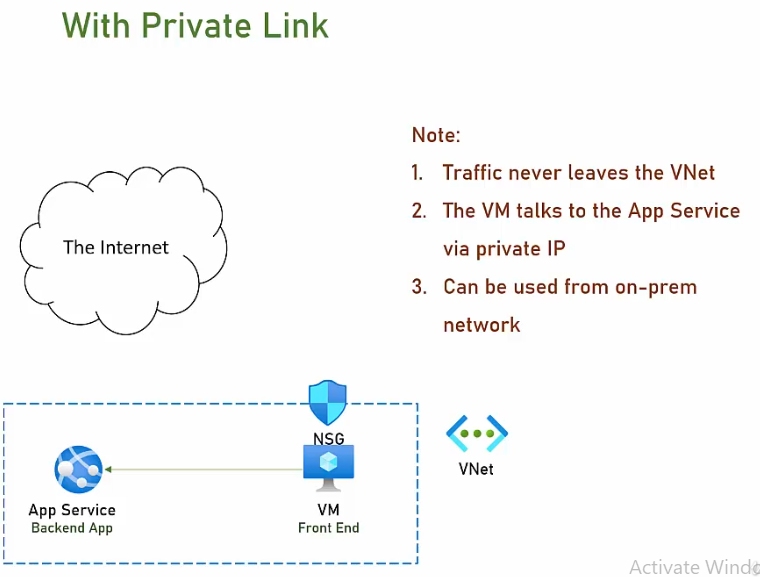 With Private Link
Note:
1. Traffic never leaves the VNet
2. The VM talks to the App Service
via private IP
3. Can be used from on-prem
network
The Internet
NSG
VNet
App Service
Backend App
VM
Front End
Activate Wind